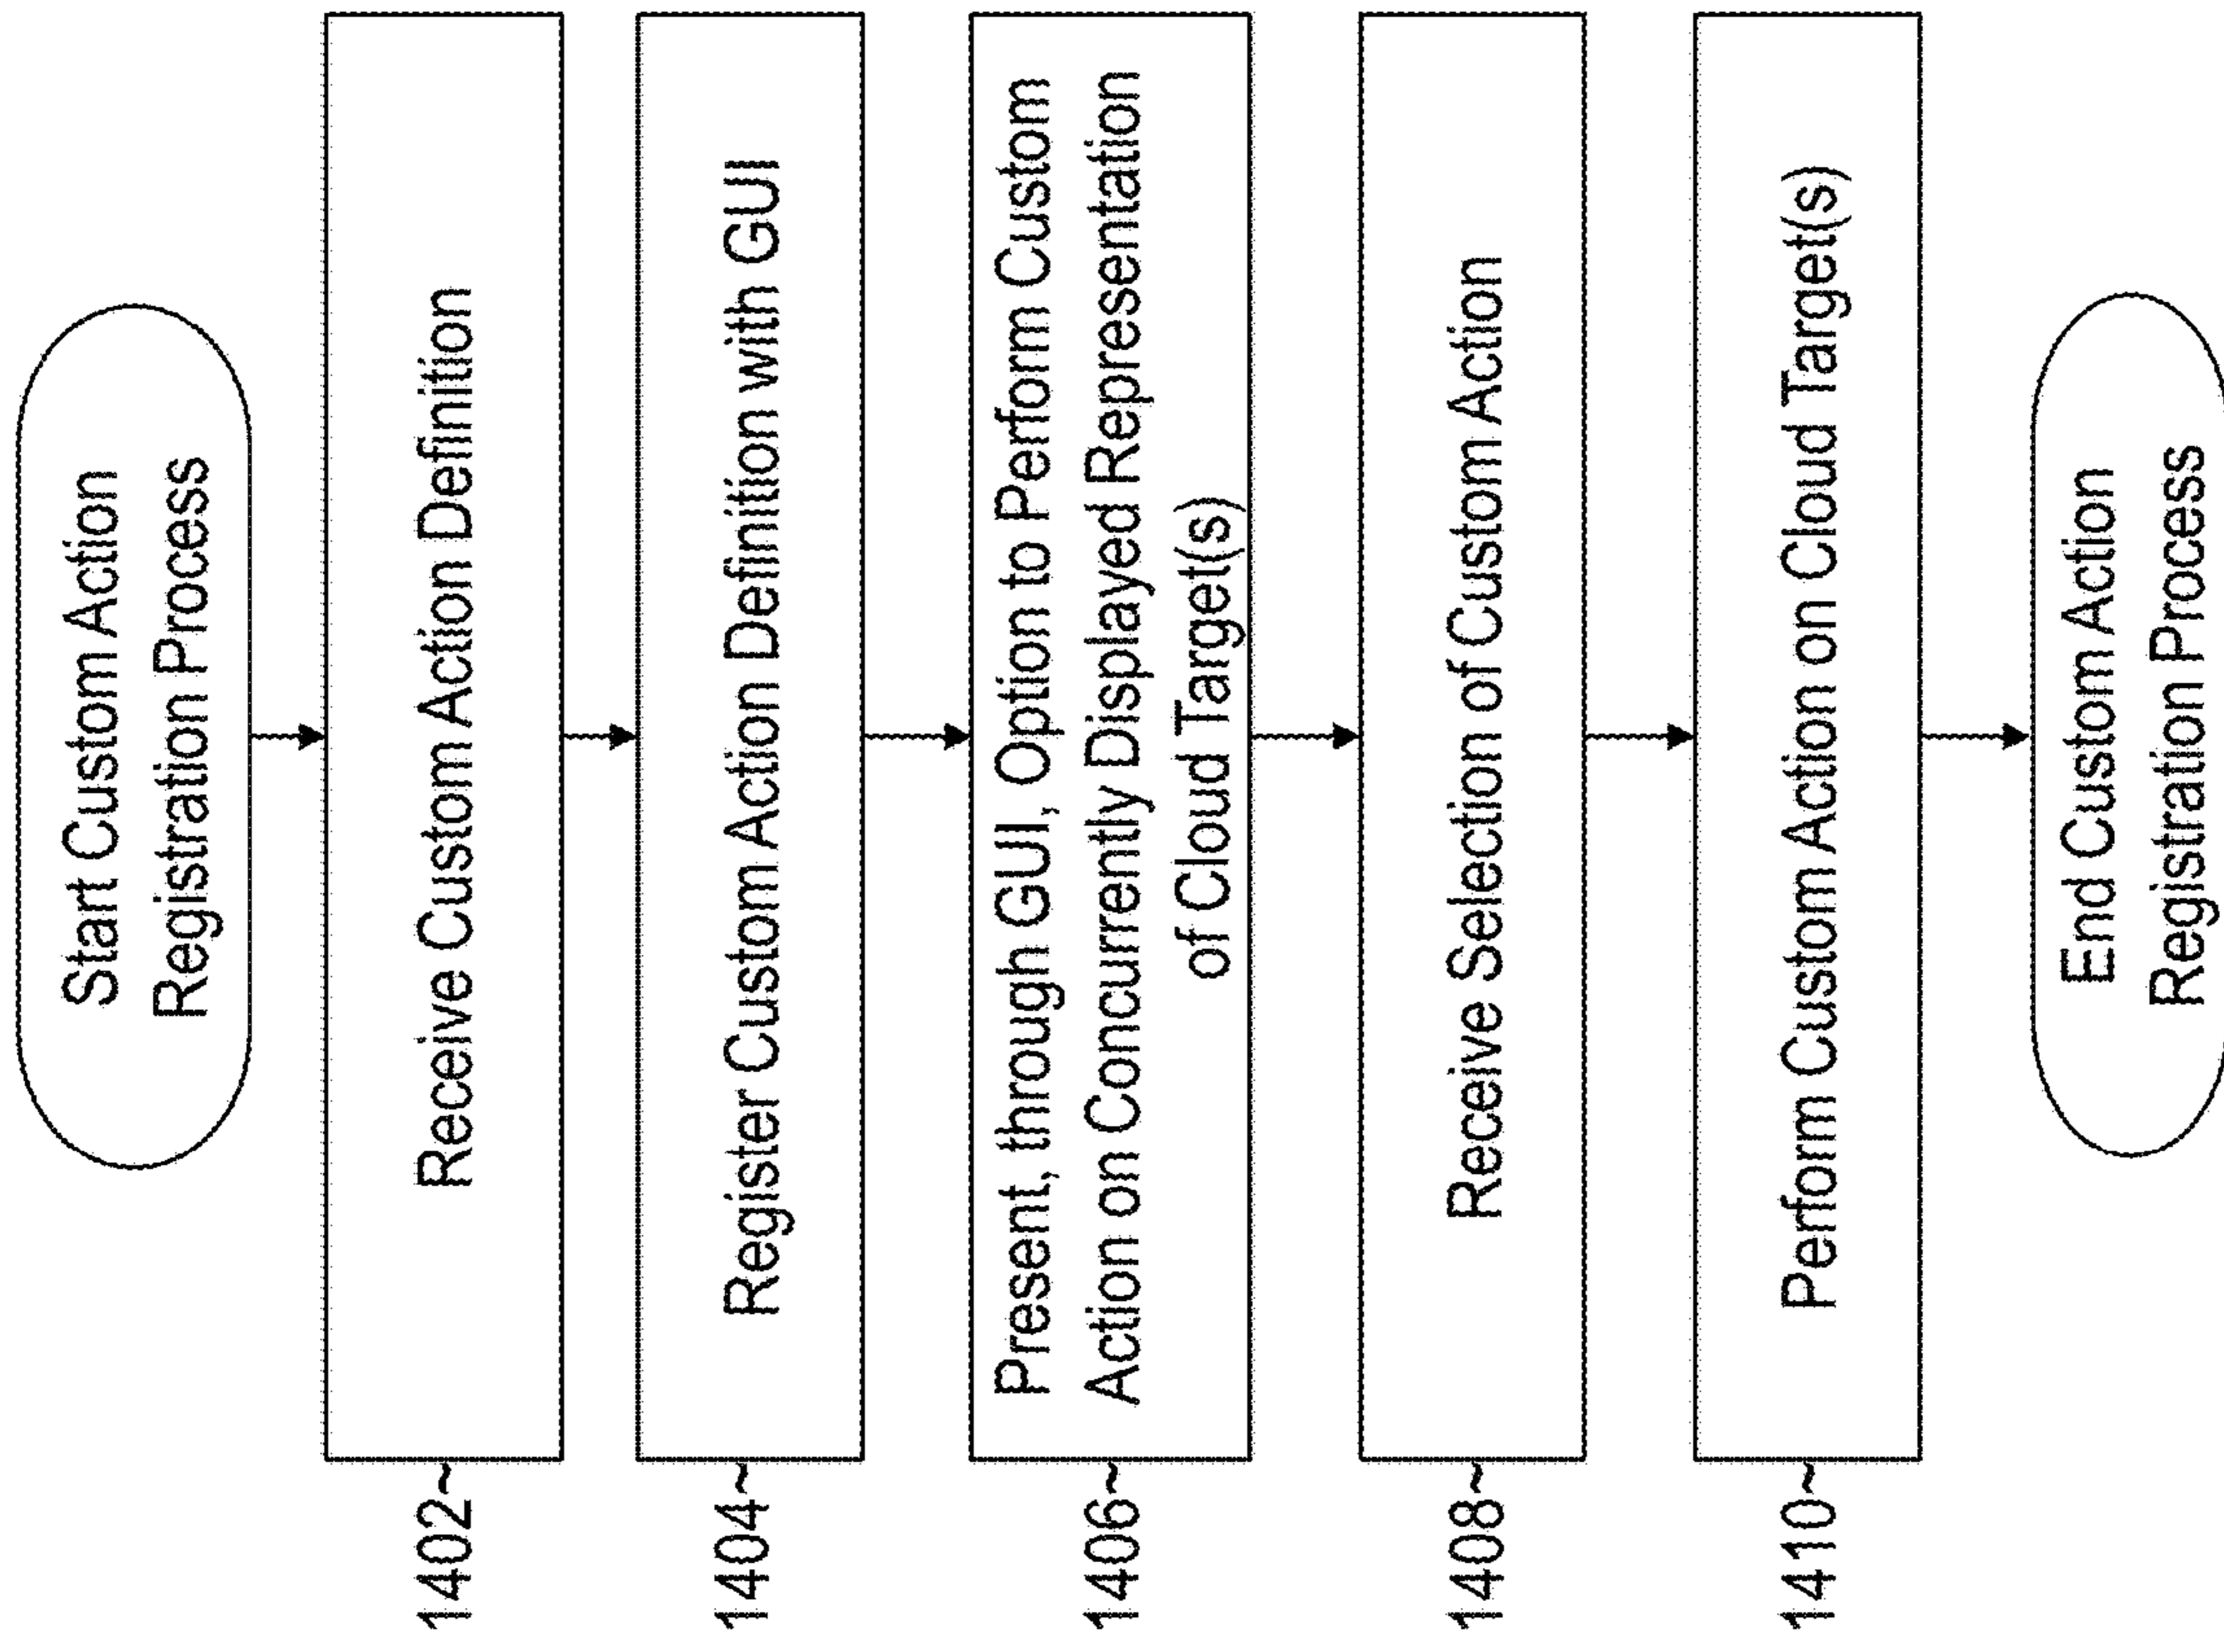 Start Custom Action
Registration Process
1402~
Receive Custom Action Definition
1404~
Register Custom Action Definition with GUI
1406~
Present, through GUI, Option to Perform Custom
Action on Concurrently Displayed Representation
of Cloud Target(s)
1408~
Receive Selection of Custom Action
1410~
Perform Custom Action on Cloud Target(s)
End Custom Action
Registration Process